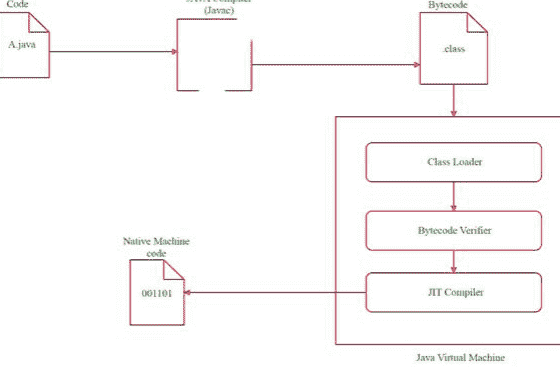 Code
(Javac)
Bytecode
A.java
.class
Class Loader
Bytecode Verifier
Native Machine
code
001101
JIT Compiler
Java Virtual Machine